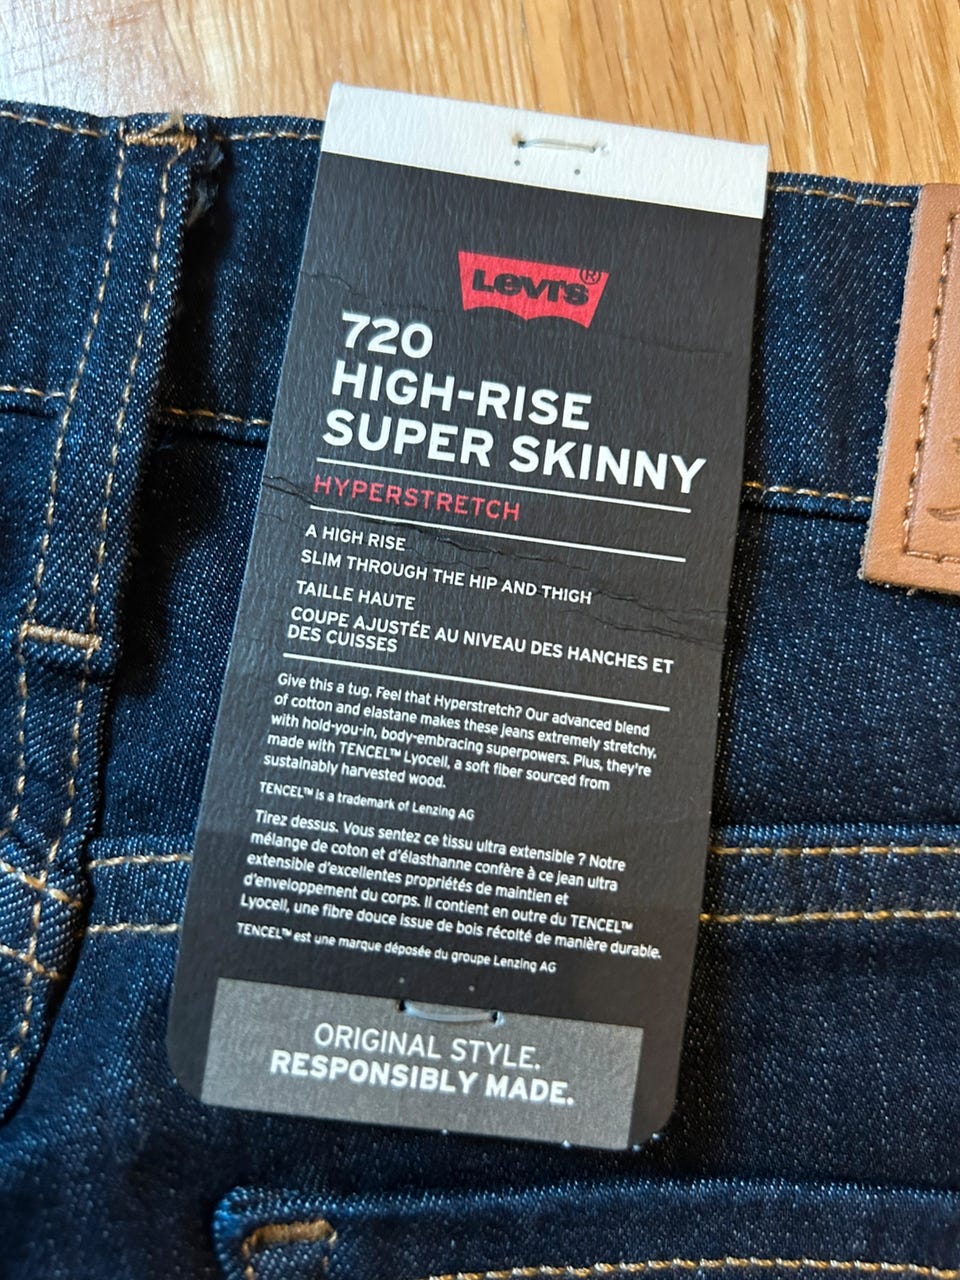 Levi's®
720
HIGH-RISE
SUPER SKINNY
HYPERSTRETCH
A HIGH RISE
SLIM THROUGH THE HIP AND THIGH
TAILLE HAUTE
COUPE AJUSTÉE AU NIVEAU DES HANCHES ET
DES CUISSES
Give this a tug. Feel that Hyperstretch? Our advanced blend
of cotton and elastane makes these jeans extremely stretchy,
with hold-you-in, body-embracing superpowers. Plus, they're
made with TENCEL™ Lyocell, a soft fiber sourced from
sustainably harvested wood.
TENCEL™ is a trademark of Lenzing AG
Tirez dessus. Vous sentez ce tissu ultra extensible ? Notre
mélange de coton et d'élasthanne confère à ce jean ultra
extensible d'excellentes propriétés de maintien et
d'enveloppement du corps. Il contient en outre du TENCEL™
Lyocell, une fibre douce issue de bois récolté de manière durable.
TENCEL™ est une marque déposée du groupe Lenzing AG
ORIGINAL STYLE.
RESPONSIBLY MADE.